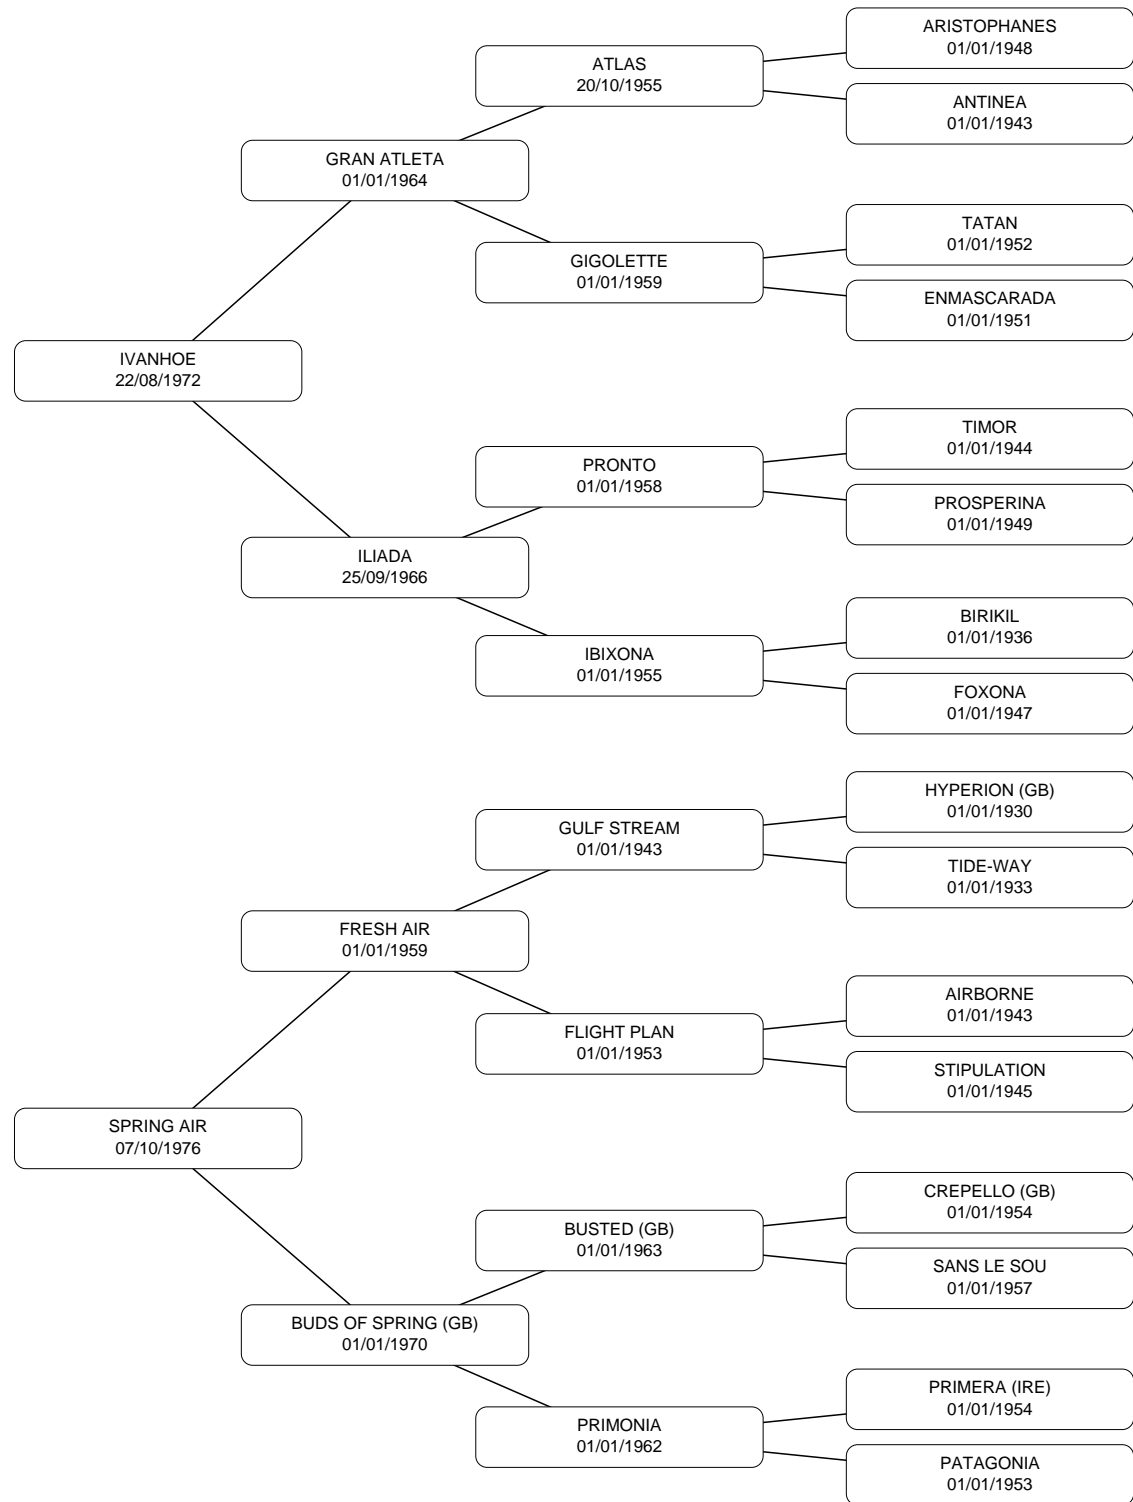 ARISTOPHANES
01/01/1948
ATLAS
20/10/1955
ANTINEA
01/01/1943
GRAN ATLETA
01/01/1964
TATAN
01/01/1952
GIGOLETTE
01/01/1959
ENMASCARADA
01/01/1951
IVANHOE
22/08/1972
TIMOR
01/01/1944
PRONTO
01/01/1958
PROSPERINA
01/01/1949
ILIADA
25/09/1966
BIRIKIL
01/01/1936
IBIXONA
01/01/1955
FOXONA
01/01/1947
HYPERION (GB)
01/01/1930
GULF STREAM
01/01/1943
TIDE-WAY
01/01/1933
FRESH AIR
01/01/1959
AIRBORNE
01/01/1943
FLIGHT PLAN
01/01/1953
STIPULATION
01/01/1945
SPRING AIR
07/10/1976
CREPELLO (GB)
01/01/1954
BUSTED (GB)
01/01/1963
SANS LE SOU
01/01/1957
BUDS OF SPRING (GB)
01/01/1970
PRIMERA (IRE)
01/01/1954
PRIMONIA
01/01/1962
PATAGONIA
01/01/1953